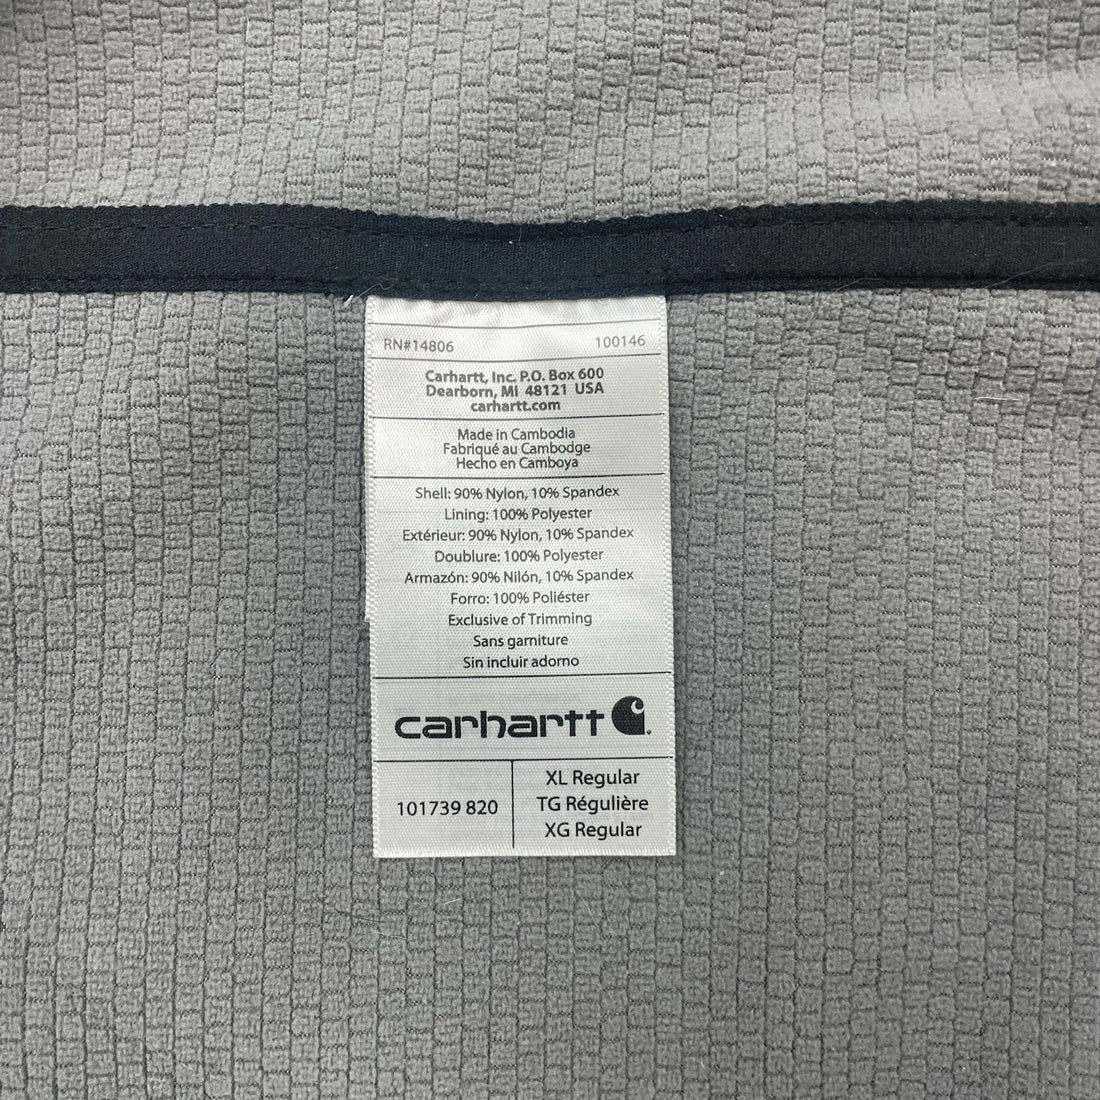 RN#14806 100146
Carhartt, Inc. P.O. Box 600
Dearborn, MI 48121 USA
carhartt.com
Made in Cambodia
Fabriqué au Cambodge
Hecho en Camboya
Shell: 90% Nylon, 10% Spandex
Lining: 100% Polyester
Extérieur: 90% Nylon, 10% Spandex
Doublure: 100% Polyester
Armazón: 90% Nilón, 10% Spandex
Forro: 100% Poliéster
Exclusive of Trimming
Sans garniture
Sin incluir adorno
carhartt
101739 820
XL Regular
TG Régulière
XG Regular